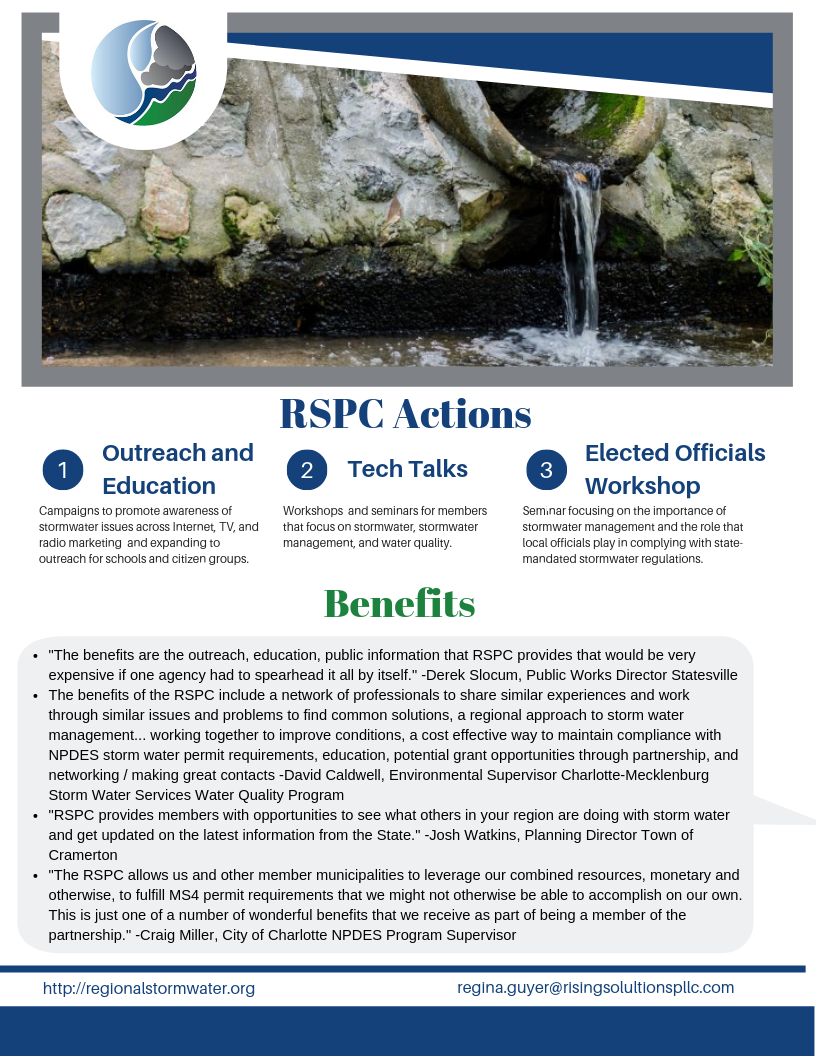 RSPC Actions
1
Outreach and
Education
Campaigns to promote awareness of
stormwater issues across Internet, TV, and
radio marketing and expanding to
outreach for schools and citizen groups.
2
Tech Talks
Workshops and seminars for members
that focus on stormwater, stormwater
management, and water quality.
3
Elected Officials
Workshop
Seminar focusing on the importance of
stormwater management and the role that
local officials play in complying with state-
mandated stormwater regulations.
Benefits
• "The benefits are the outreach, education, public information that RSPC provides that would be very
expensive if one agency had to spearhead it all by itself." -Derek Slocum, Public Works Director Statesville
• The benefits of the RSPC include a network of professionals to share similar experiences and work
through similar issues and problems to find common solutions, a regional approach to storm water
management... working together to improve conditions, a cost effective way to maintain compliance with
NPDES storm water permit requirements, education, potential grant opportunities through partnership, and
networking / making great contacts -David Caldwell, Environmental Supervisor Charlotte-Mecklenburg
Storm Water Services Water Quality Program
• "RSPC provides members with opportunities to see what others in your region are doing with storm water
and get updated on the latest information from the State." -Josh Watkins, Planning Director Town of
Cramerton
• "The RSPC allows us and other member municipalities to leverage our combined resources, monetary and
otherwise, to fulfill MS4 permit requirements that we might not otherwise be able to accomplish on our own.
This is just one of a number of wonderful benefits that we receive as part of being a member of the
partnership." -Craig Miller, City of Charlotte NPDES Program Supervisor
http://regionalstormwater.org
regina.guyer@risingsolultionspllc.com